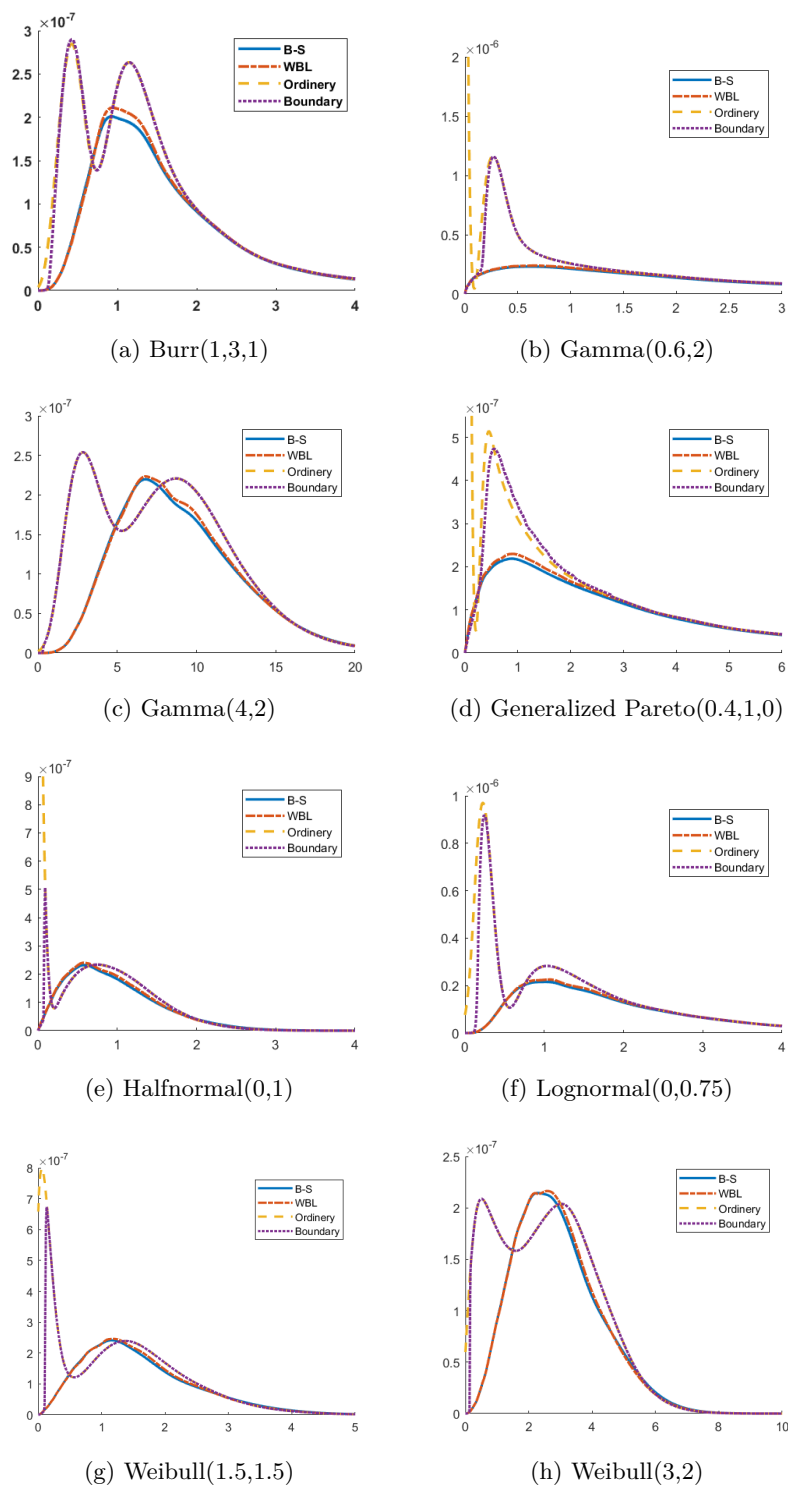 ×10-7
3
2.5
2
1.5
1
0.5
0
0 1 2 3 4
B-S
WBL
Ordinery
Boundary
(a) Burr(1,3,1)
×10-6
2
1.5
1
0.5
0
0.5 1 1.5 2 2.5 3
B-S
WBL
Ordinery
Boundary
(b) Gamma(0.6,2)
×10-7
3
2.5
2
1.5
1
0.5
0
0 5 10 15 20
B-S
WBL
Ordinery
Boundary
(c) Gamma(4,2)
×10-7
5
4
3
2
1
0
0 1 2 3 4 5 6
B-S
WBL
Ordinery
Boundary
(d) Generalized Pareto(0.4,1,0)
×10-7
9
8
7
6
5
4
3
2
1
0
0 1 2 3 4
B-S
WBL
Ordinery
Boundary
(e) Halfnormal(0,1)
×10-6
1
0.8
0.6
0.4
0.2
0
0 1 2 3 4
B-S
WBL
Ordinery
Boundary
(f) Lognormal(0,0.75)
×10-7
8
7
6
5
4
3
2
1
0
0 1 2 3 4 5
B-S
WBL
Ordinery
Boundary
(g) Weibull(1.5,1.5)
×10-7
2.5
2
1.5
1
0.5
0
0 2 4 6 8 10
B-S
WBL
Ordinery
Boundary
(h) Weibull(3,2)